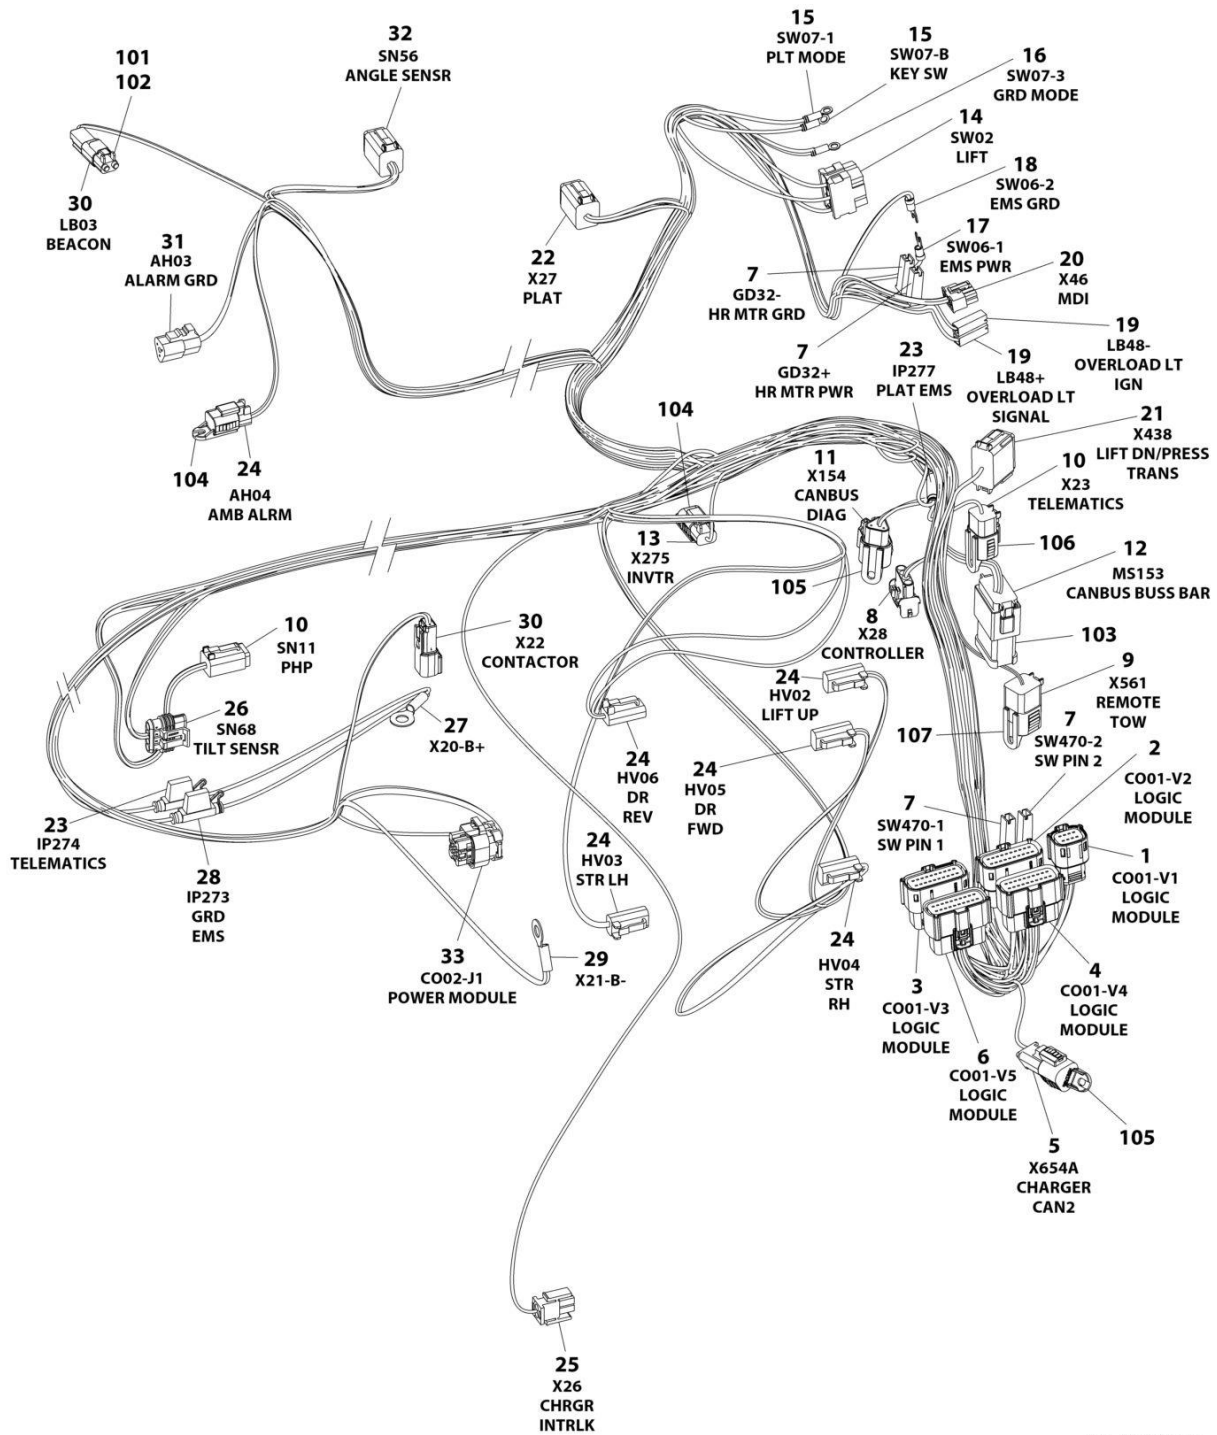 15
SW07-1
PLT MODE
15
SW07-B
KEY SW
16
SW07-3
GRD MODE
32
SN56
ANGLE SENSR
101
102
14
SW02
LIFT
18
SW06-2
EMS GRD
30
LB03
BEACON
31
AH03
ALARM GRD
22
X27
PLAT
17
SW06-1
EMS PWR
7
GD32-
HR MTR GRD
20
X46
MDI
19
LB48-
OVERLOAD LT
IGN
7
GD32+
HR MTR PWR
23
IP277
PLAT EMS
19
LB48+
OVERLOAD LT
SIGNAL
21
X438
LIFT DN/PRESS
TRANS
104
104
24
AH04
AMB ALRM
11
X154
CANBUS
DIAG
10
X23
TELEMATICS
13
X275
INVTR
105
106
12
MS153
CANBUS BUSS BAR
8
X28
CONTROLLER
103
10
SN11
PHP
30
X22
CONTACTOR
24
HV02
LIFT UP
9
X561
REMOTE
TOW
26
SN68
TILT SENSR
27
X20-B+
107
7
SW470-2
SW PIN 2
2
CO01-V2
LOGIC
MODULE
24
HV06
DR
REV
24
HV05
DR
FWD
7
SW470-1
SW PIN 1
23
IP274
TELEMATICS
28
IP273
GRD
EMS
24
HV03
STR LH
1
CO01-V1
LOGIC
MODULE
33
CO02-J1
POWER MODULE
29
X21-B-
24
HV04
STR
RH
3
CO01-V3
LOGIC
MODULE
4
CO01-V4
LOGIC
MODULE
6
CO01-V5
LOGIC
MODULE
5
X654A
CHARGER
CAN2
105
25
X26
CHRGR
INTRLK